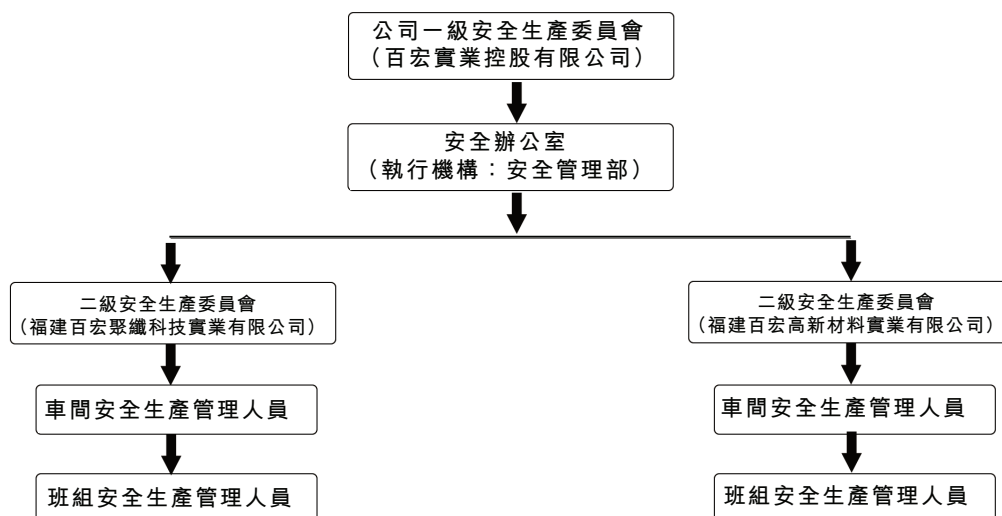 公司一級安全生產委員會
（百宏實業控股有限公司）
安全辦公室
（執行機構：安全管理部）
二級安全生產委員會
（福建百宏聚纖科技實業有限公司）
二級安全生產委員會
（福建百宏高新材料實業有限公司）
車間安全生產管理人員
車間安全生產管理人員
班組安全生產管理人員
班組安全生產管理人員